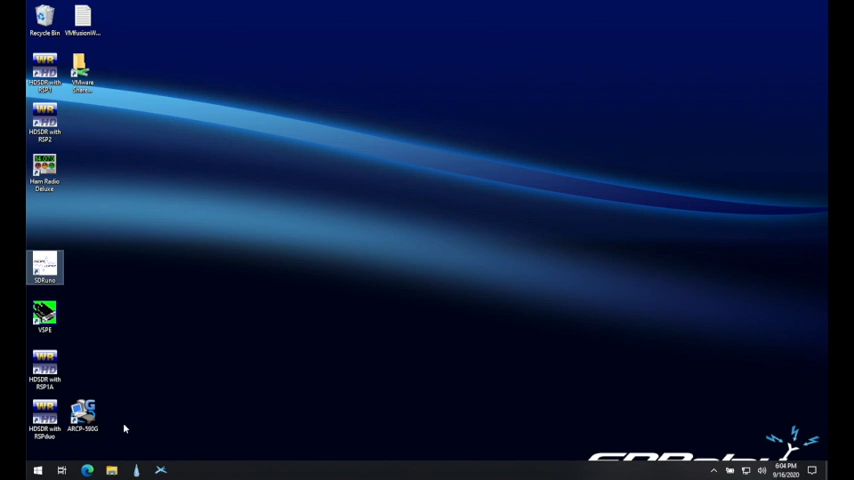 Recycle Bin
VMfusionW...
HDSDR with
RSP1
VMware
Share...
HDSDR with
RSP2
Ham Radio
Deluxe
SDRuno
VSPE
HDSDR with
RSP1A
HDSDR with
RSPduo
ARCP-590G
6:04 PM
9/16/2020